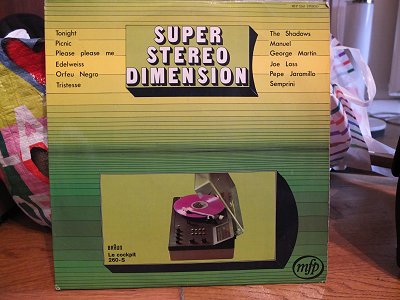 SUPER
STEREO
DIMENSION
Tonight
Picnic
Please please me
Edelweiss
Orfeu Negro
Tristesse
The Shadows
Manuel
George Martin
Joe Loss
Pepe Jaramillo
Semprini
BRAUN
Le cockpit
260-S
mfp